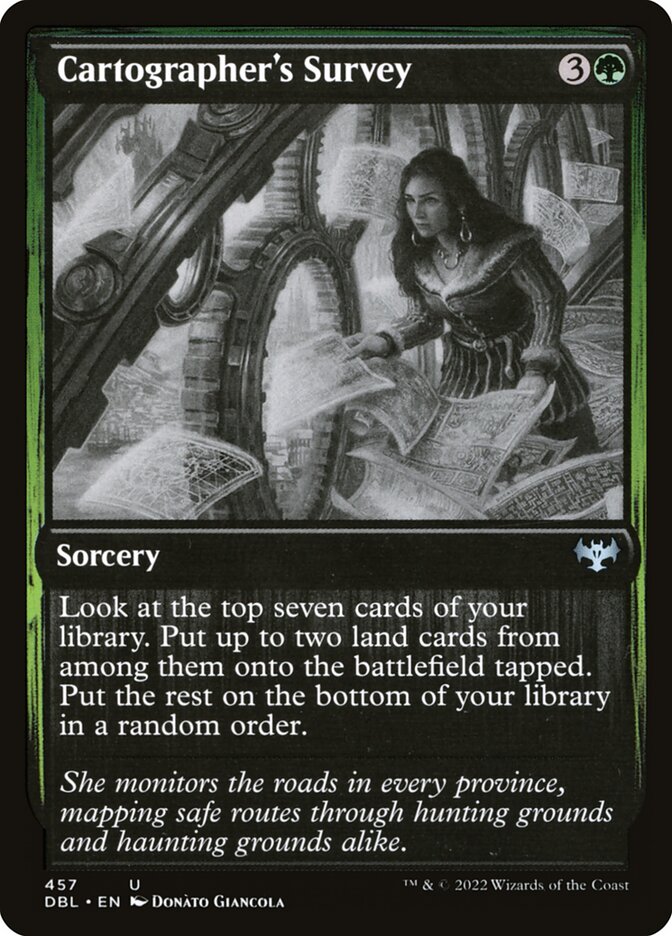 Cartographer's Survey 3
Sorcery
Look at the top seven cards of your
library. Put up to two land cards from
among them onto the battlefield tapped.
Put the rest on the bottom of your library
in a random order.
She monitors the roads in every province,
mapping safe routes through hunting grounds
and haunting grounds alike.
457 U ™ & © 2022 Wizards of the Coast
DBL • EN Donato Giancola